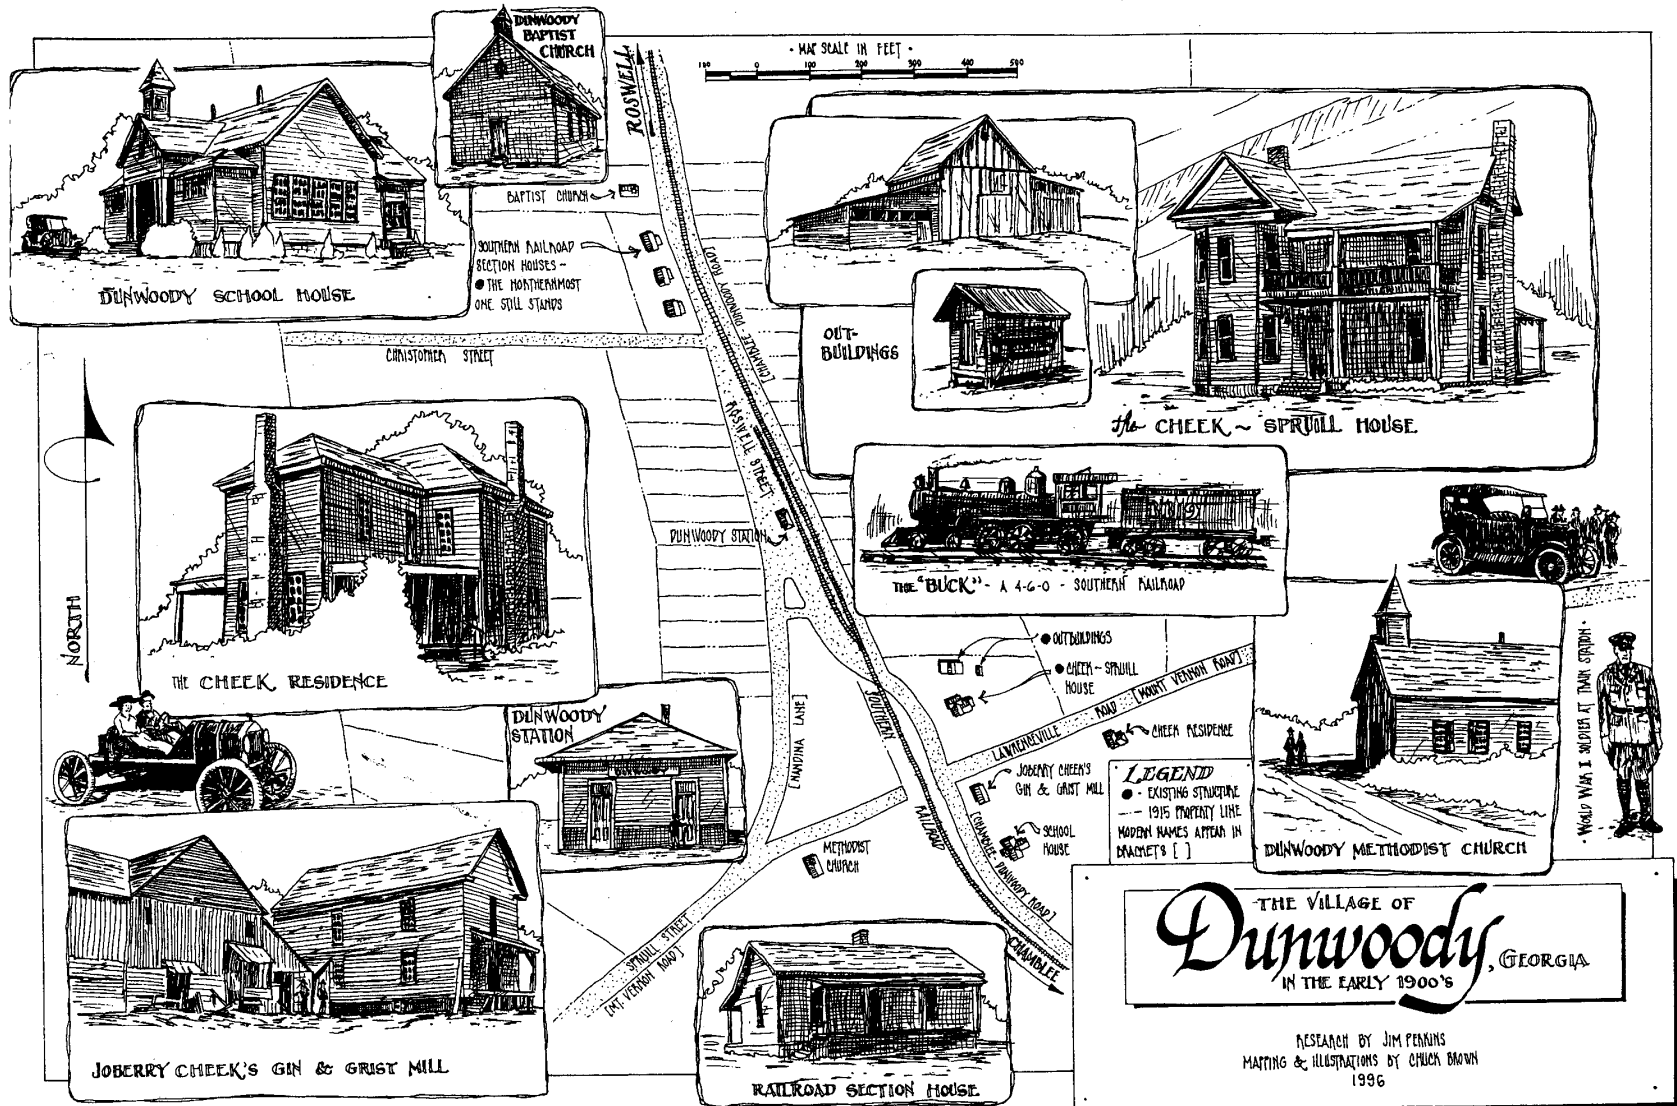 DUNWOODY
BAPTIST
CHURCH
ROSWELL
· MAP SCALE IN FEET ·
100 0 100 200 300 400 500
BAPTIST CHURCH
SOUTHERN RAILROAD
SECTION HOUSES -
● THE NORTHERNMOST
ONE STILL STANDS
DUNWOODY SCHOOL HOUSE
[CHAMBLEE DUNWOODY ROAD]
OUT-
BUILDINGS
the CHEEK ~ SPRUILL HOUSE
CHRISTOPHER STREET
ROSWELL STREET
DUNWOODY STATION
THE "BUCK" - A 4-6-0 - SOUTHERN RAILROAD
NORTH
THE CHEEK RESIDENCE
● OUTBUILDINGS
● CHEEK - SPRUILL
HOUSE
LAWRENCEVILLE ROAD [MOUNT VERNON ROAD]
CHEEK RESIDENCE
· WORLD WAR I SOLDIER AT TRAIN STATION ·
SOUTHERN
RAILROAD
[NANDINA LANE]
DUNWOODY
STATION
DUNWOODY
JOBERRY CHEEK'S
GIN & GRIST MILL
SCHOOL
HOUSE
LEGEND
● - EXISTING STRUCTURE
--- 1915 PROPERTY LINE
MODERN NAMES APPEAR IN
BRACKETS [ ]
DUNWOODY METHODIST CHURCH
METHODIST
CHURCH
[CHAMBLEE DUNWOODY ROAD]
CHAMBLEE
SPRUILL STREET
[MT. VERNON ROAD]
JOBERRY CHEEK'S GIN & GRIST MILL
RAILROAD SECTION HOUSE
THE VILLAGE OF
Dunwoody, GEORGIA
IN THE EARLY 1900'S
RESEARCH BY JIM PERKINS
MAPPING & ILLUSTRATIONS BY CHUCK BROWN
1996